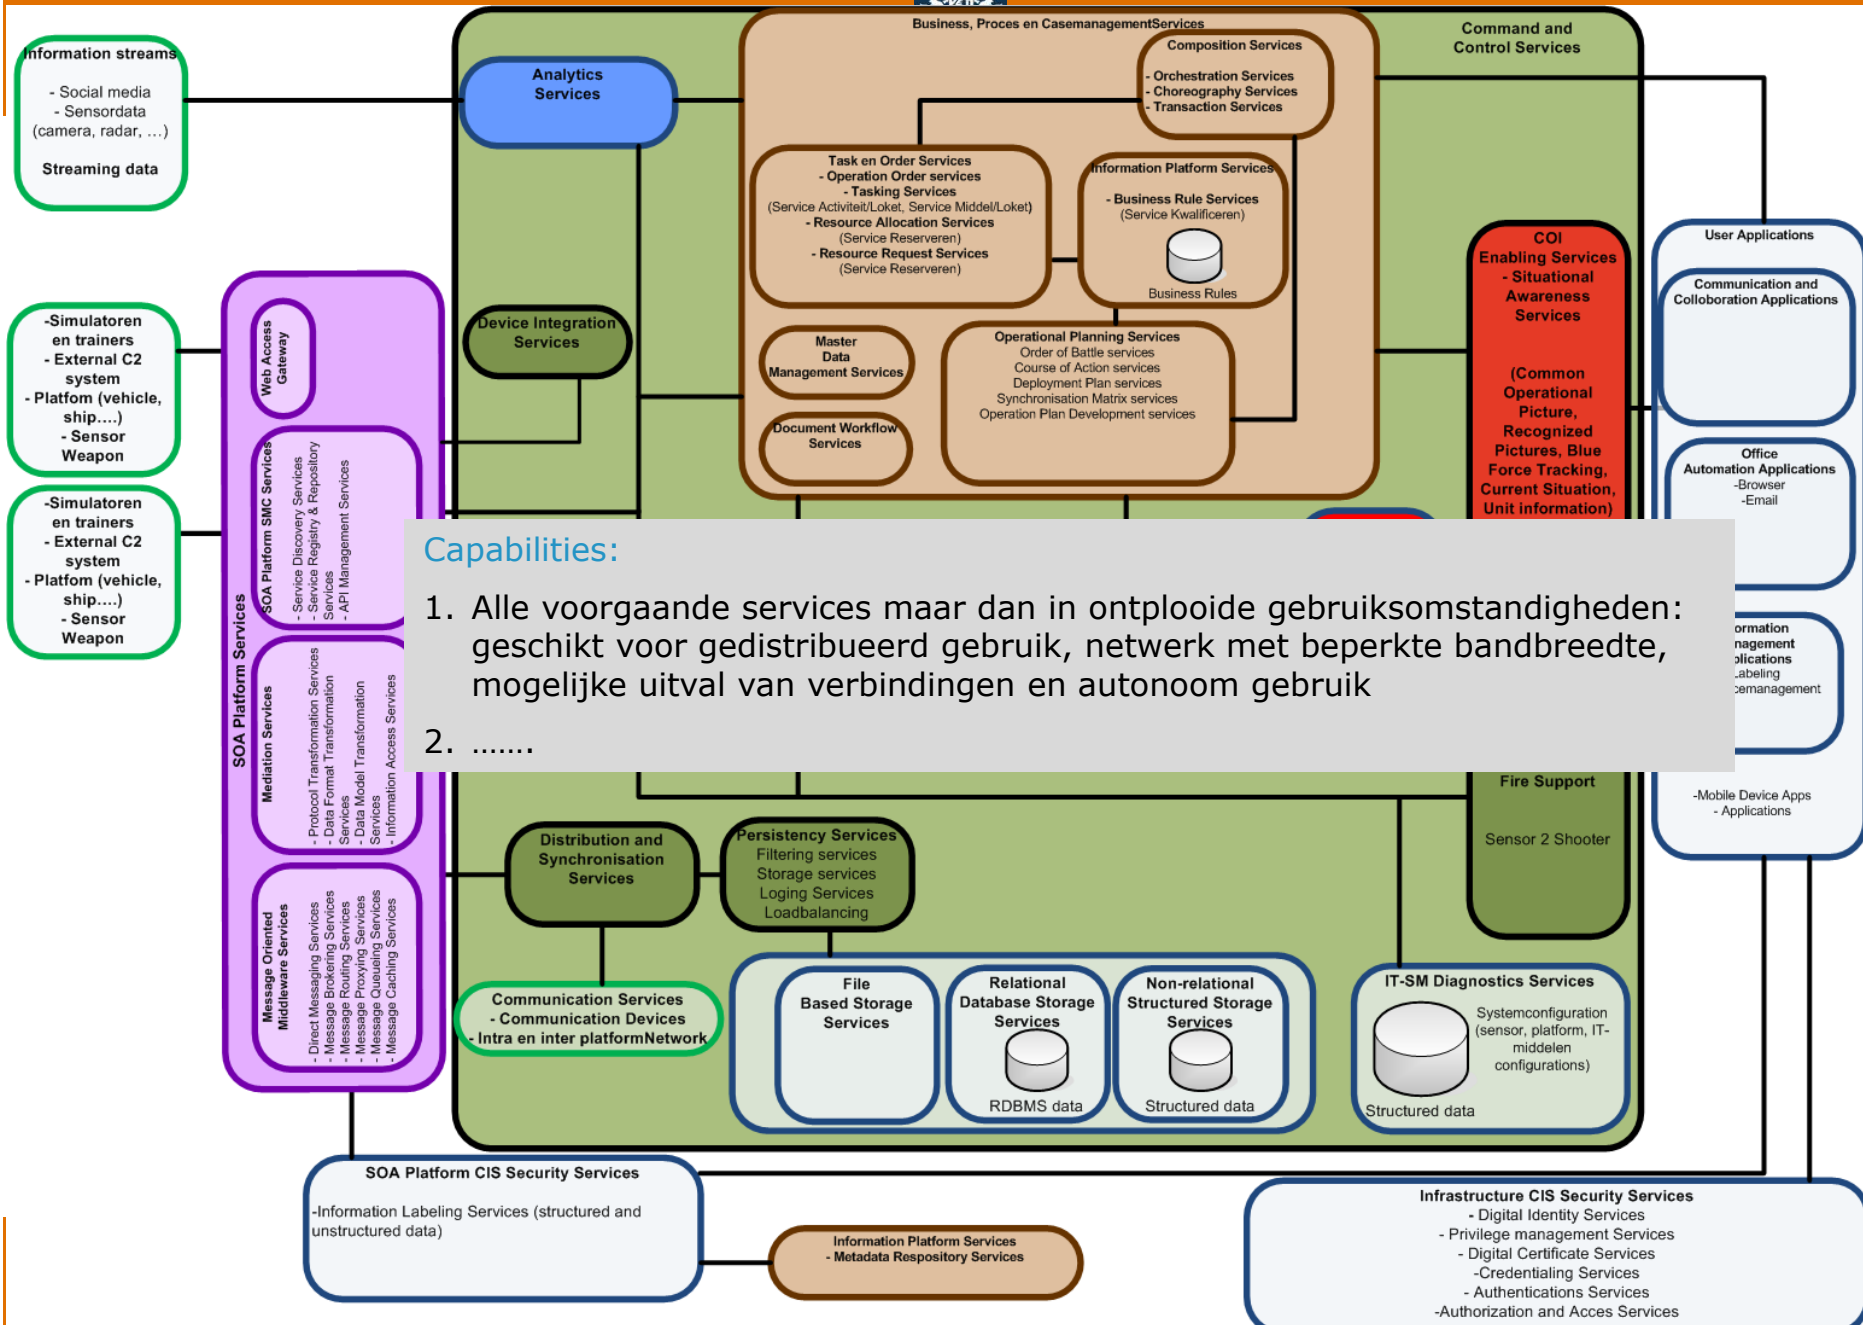 Business, Proces en CasemanagementServices
Command and
Control Services
Information streams
- Social media
- Sensordata
(camera, radar, ...)
Streaming data
Analytics
Services
Composition Services
- Orchestration Services
- Choreography Services
- Transaction Services
Task en Order Services
- Operation Order services
- Tasking Services
(Service Activiteit/Loket, Service Middel/Loket)
- Resource Allocation Services
(Service Reserveren)
- Resource Request Services
(Service Reserveren)
Information Platform Services
- Business Rule Services
(Service Kwalificeren)
Business Rules
COI
Enabling Services
- Situational
Awareness
Services
(Common
Operational
Picture,
Recognized
Pictures, Blue
Force Tracking,
Current Situation,
Unit information)
User Applications
Communication and
Colloboration Applications
Office
Automation Applications
-Browser
-Email
-Simulatoren
en trainers
- External C2
system
- Platfom (vehicle,
ship....)
- Sensor
Weapon
-Simulatoren
en trainers
- External C2
system
- Platfom (vehicle,
ship....)
- Sensor
Weapon
SOA Platform Services
Web Access
Gateway
SOA Platform SMC Services
- Service Discovery Services
- Service Registry & Repository
Services
- API Management Services
Mediation Services
- Protocol Transformation Services
- Data Format Transformation
Services
- Data Model Transformation
Services
- Information Access Services
Message Oriented
Middleware Services
- Direct Messaging Services
- Message Brokering Services
- Message Routing Services
- Message Proxying Services
- Message Queueing Services
- Message Caching Services
Device Integration
Services
Master
Data
Management Services
Document Workflow
Services
Operational Planning Services
Order of Battle services
Course of Action services
Deployment Plan services
Synchronisation Matrix services
Operation Plan Development services
Capabilities:
1. Alle voorgaande services maar dan in ontplooide gebruiksomstandigheden:
geschikt voor gedistribueerd gebruik, netwerk met beperkte bandbreedte,
mogelijke uitval van verbindingen en autonoom gebruik
2. .......
ormation
nagement
plications
Labeling
cemanagement
-Mobile Device Apps
- Applications
Fire Support
Sensor 2 Shooter
Distribution and
Synchronisation
Services
Persistency Services
Filtering services
Storage services
Loging Services
Loadbalancing
Communication Services
- Communication Devices
- Intra en inter platformNetwork
File
Based Storage
Services
Relational
Database Storage
Services
RDBMS data
Non-relational
Structured Storage
Services
Structured data
IT-SM Diagnostics Services
Systemconfiguration
(sensor, platform, IT-
middelen
configurations)
Structured data
SOA Platform CIS Security Services
-Information Labeling Services (structured and
unstructured data)
Information Platform Services
- Metadata Respository Services
Infrastructure CIS Security Services
- Digital Identity Services
- Privilege management Services
- Digital Certificate Services
-Credentialing Services
- Authentications Services
-Authorization and Acces Services